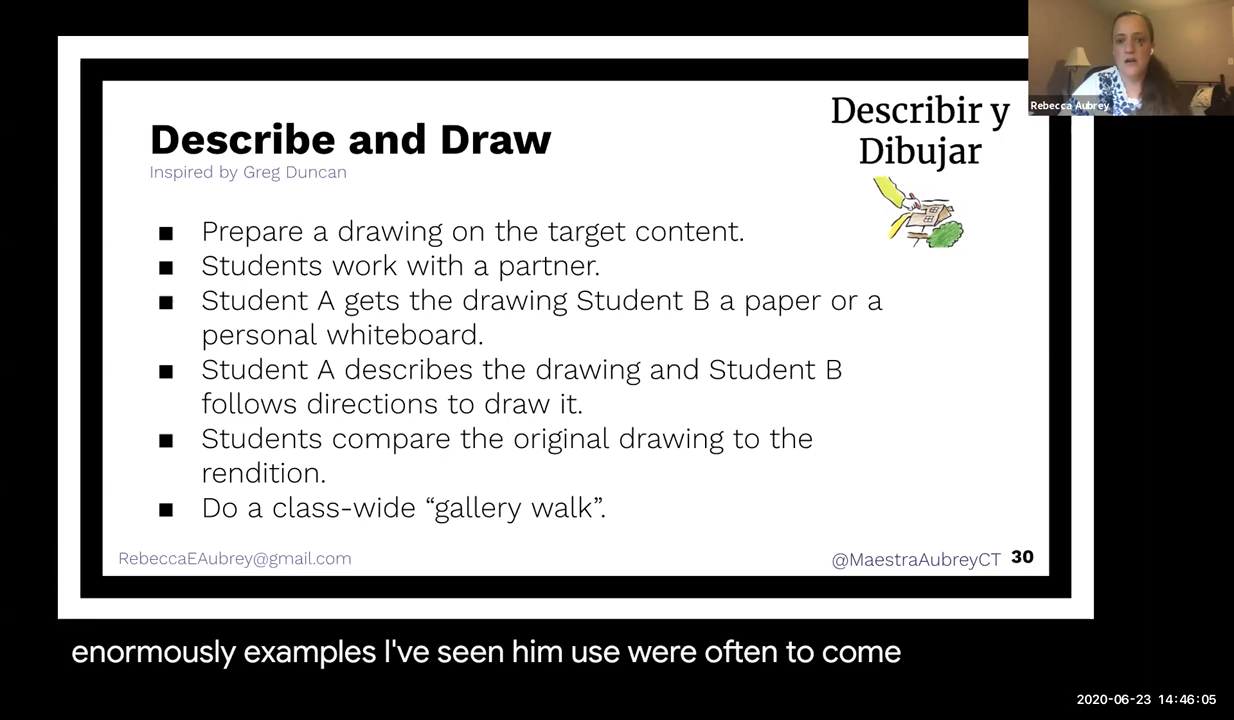 Describe and Draw
Inspired by Greg Duncan
Describir y
Dibujar
Rebecca Aubrey
■ Prepare a drawing on the target content.
■ Students work with a partner.
■ Student A gets the drawing Student B a paper or a
personal whiteboard.
■ Student A describes the drawing and Student B
follows directions to draw it.
■ Students compare the original drawing to the
rendition.
■ Do a class-wide “gallery walk”.
RebeccaEAubrey@gmail.com
@MaestraAubreyCT 30
enormously examples I've seen him use were often to come
2020-06-23 14:46:05